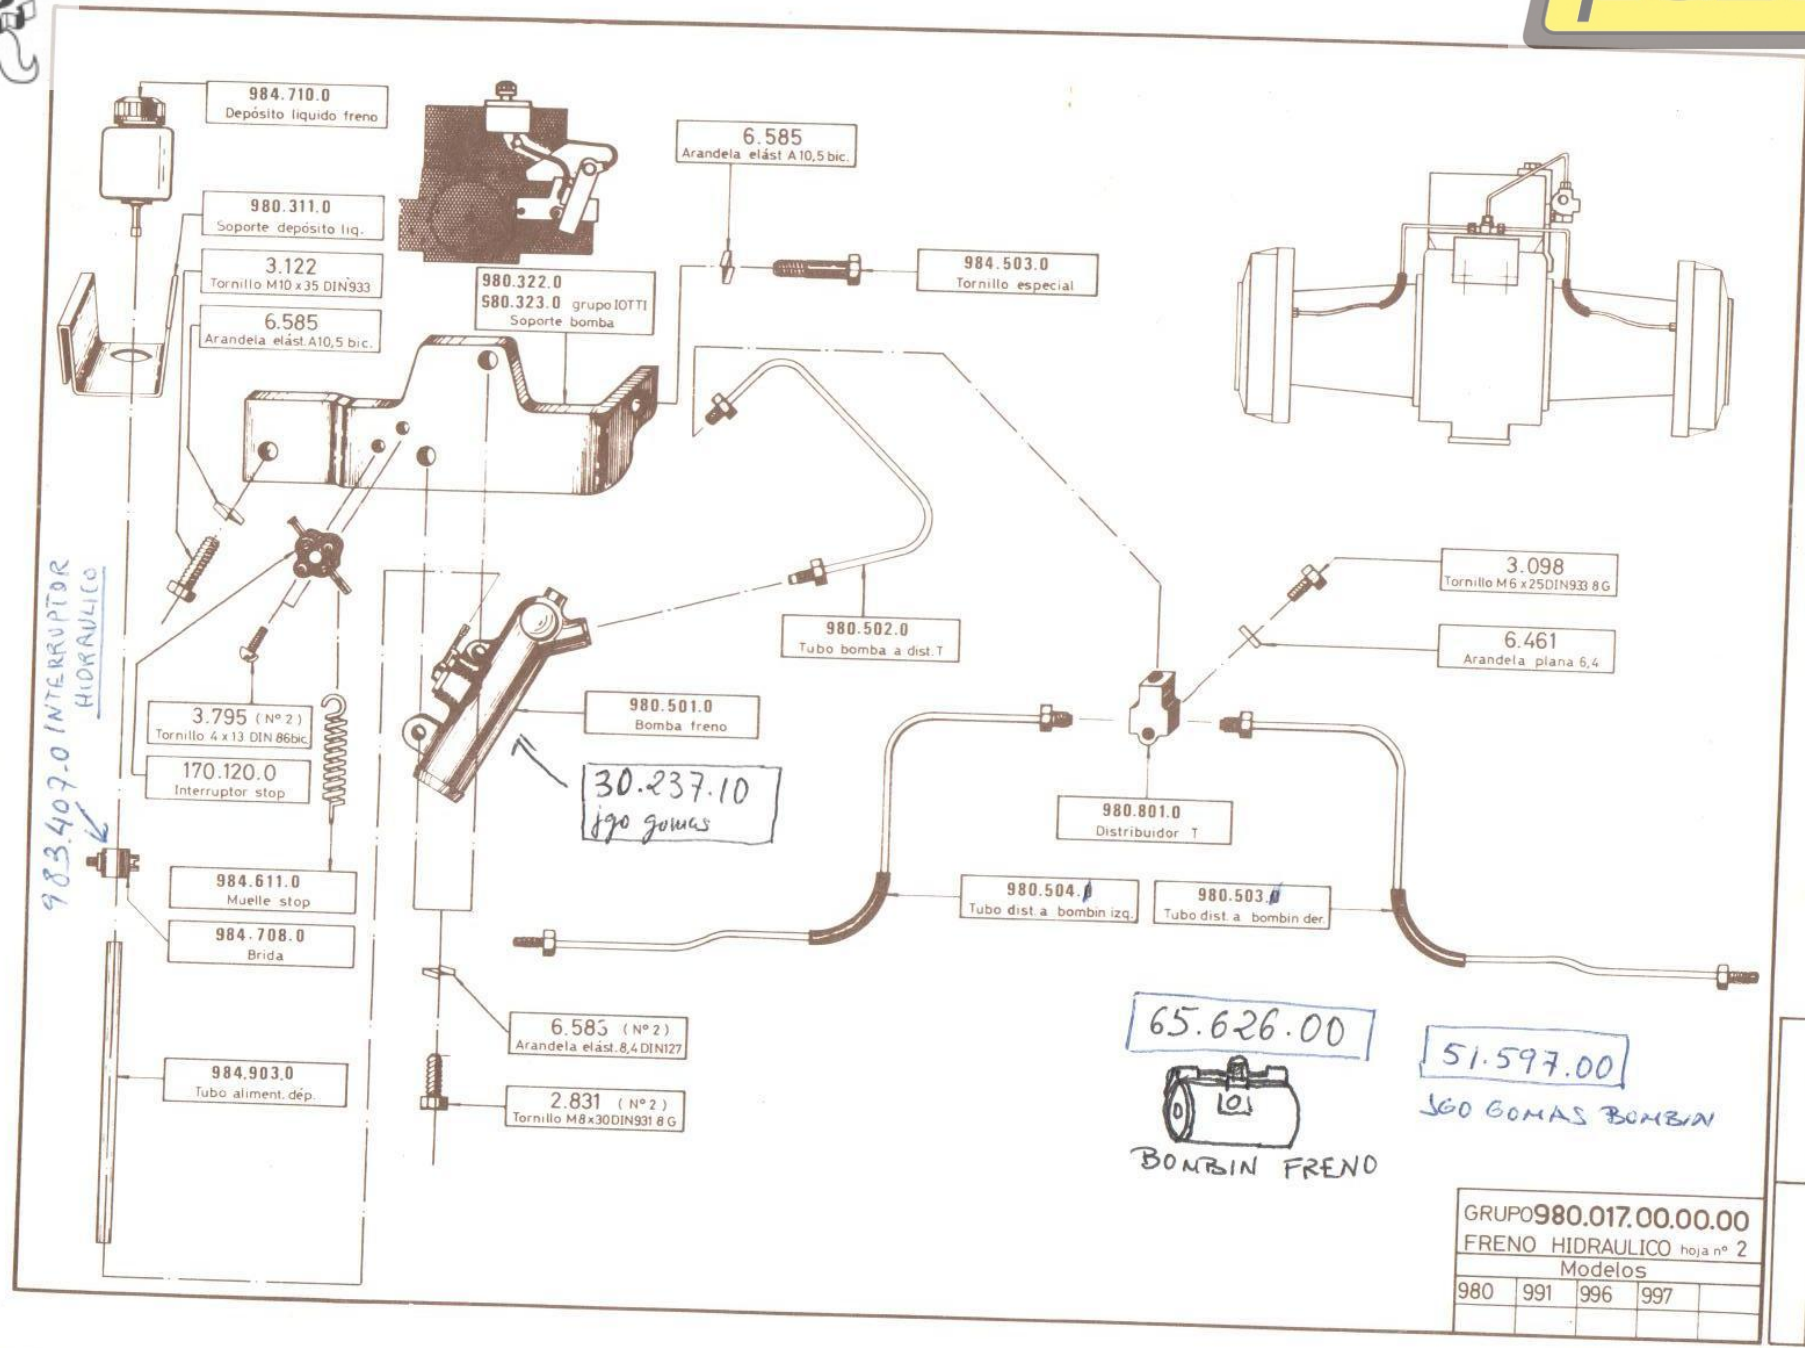 984.710.0
Depósito liquido freno
980.311.0
Soporte depósito liq.
3.122
Tornillo M10 x 35 DIN933
6.585
Arandela elást. A10,5 bic.
980.322.0
980.323.0 grupo IOTTI
Soporte bomba
6.585
Arandela elást A10,5 bic.
984.503.0
Tornillo especial
983.407.0 INTERRUPTOR
HIDRAULICO
3.795 (Nº 2)
Tornillo 4 x 13 DIN 86bic.
170.120.0
Interruptor stop
984.611.0
Muelle stop
984.708.0
Brida
984.903.0
Tubo aliment. dép.
980.501.0
Bomba freno
30.237.10
jgo gomas
980.502.0
Tubo bomba a dist. T
3.098
Tornillo M6 x 25DIN933 8G
6.461
Arandela plana 6,4
980.801.0
Distribuidor T
980.504.0
Tubo dist. a bombin izq.
980.503.0
Tubo dist. a bombin der.
6.583 (Nº 2)
Arandela elást. 8,4 DIN127
2.831 (Nº 2)
Tornillo M8x30DIN931 8G
65.626.00
BOMBIN FRENO
51.597.00
JGO GOMAS BOMBIN
GRUPO 980.017.00.00.00
FRENO HIDRAULICO hoja nº 2
Modelos
980 991 996 997